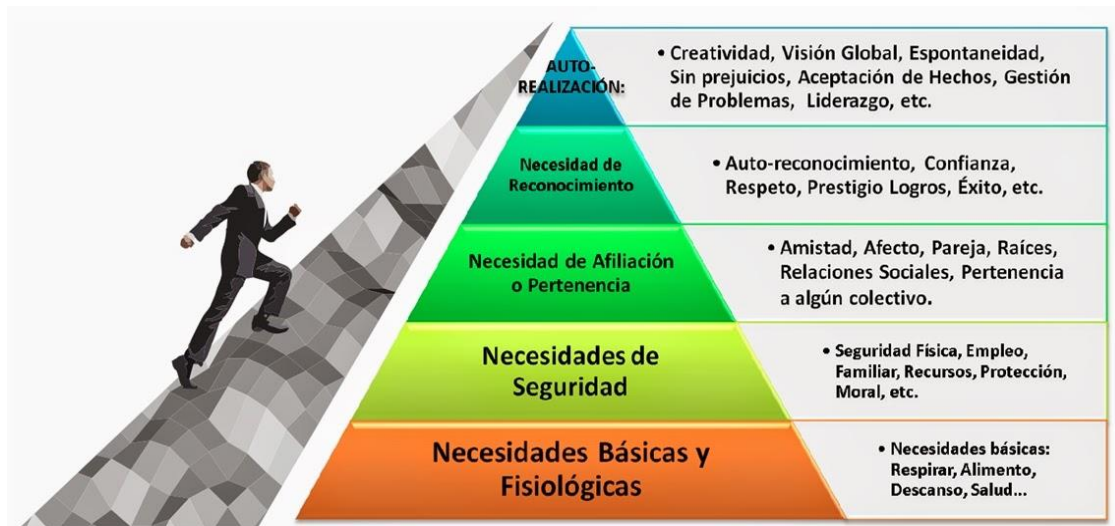 AUTO-
REALIZACIÓN:
• Creatividad, Visión Global, Espontaneidad,
Sin prejuicios, Aceptación de Hechos, Gestión
de Problemas, Liderazgo, etc.
Necesidad de
Reconocimiento
• Auto-reconocimiento, Confianza,
Respeto, Prestigio Logros, Éxito, etc.
Necesidad de Afiliación
o Pertenencia
• Amistad, Afecto, Pareja, Raíces,
Relaciones Sociales, Pertenencia
a algún colectivo.
Necesidades de
Seguridad
• Seguridad Física, Empleo,
Familiar, Recursos, Protección,
Moral, etc.
Necesidades Básicas y
Fisiológicas
• Necesidades básicas:
Respirar, Alimento,
Descanso, Salud...